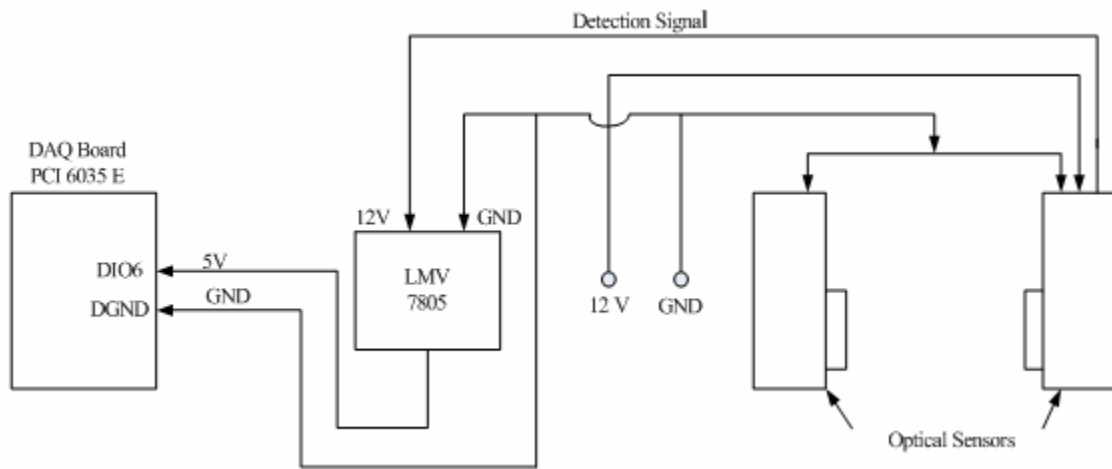 Detection Signal
DAQ Board
PCI 6035 E
12V
GND
LMV
7805
DIO6
5V
DGND
GND
12 V
GND
Optical Sensors